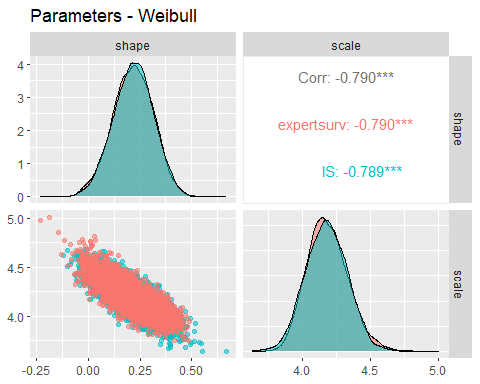 Parameters - Weibull
shape
scale
4
3
2
1
0
Corr: -0.790***
expertsurv: -0.790***
IS: -0.789***
shape
5.0
4.5
4.0
scale
-0.25
0.00
0.25
0.50
4.0
4.5
5.0